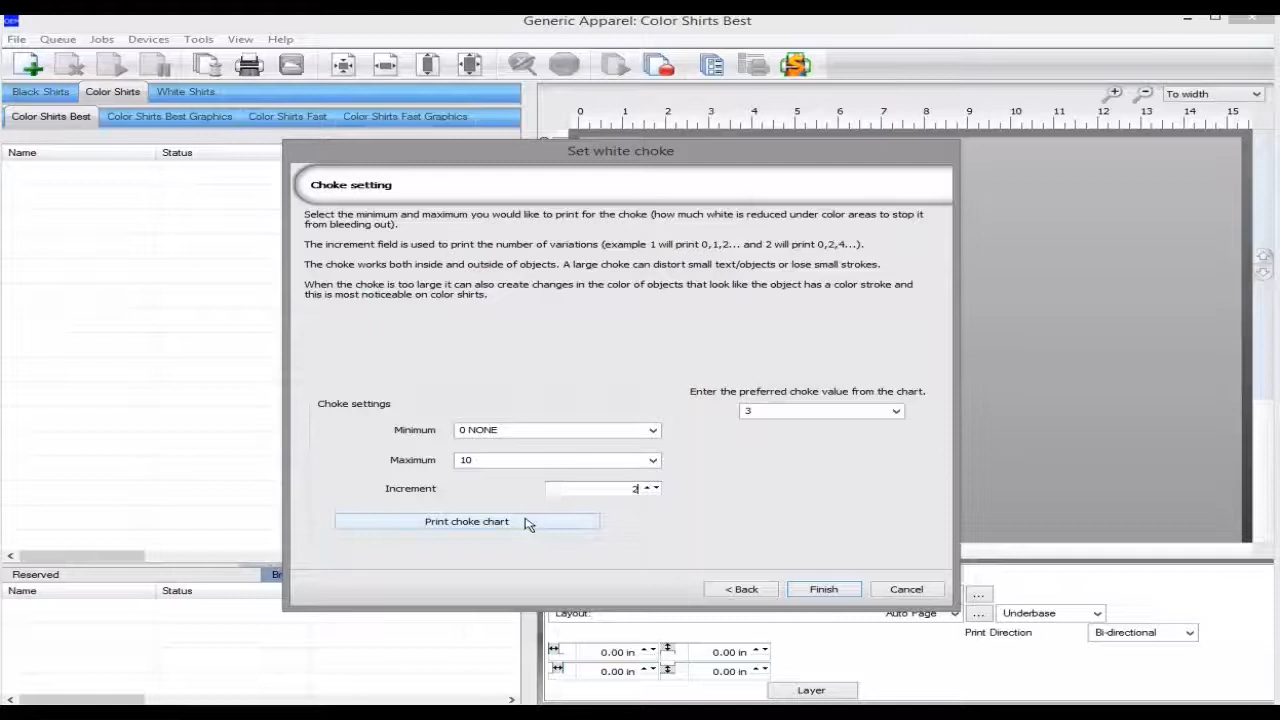 OEM
Generic Apparel: Color Shirts Best
File Queue Jobs Devices Tools View Help
Black Shirts Color Shirts White Shirts
To width
Color Shirts Best Color Shirts Best Graphics Color Shirts Fast Color Shirts Fast Graphics
0 1 2 3 4 5 6 7 8 9 10 11 12 13 14 15
Name Status
Set white choke
Choke setting
Select the minimum and maximum you would like to print for the choke (how much white is reduced under color areas to stop it
from bleeding out).
The increment field is used to print the number of variations (example 1 will print 0,1,2... and 2 will print 0,2,4...).
The choke works both inside and outside of objects. A large choke can distort small text/objects or lose small strokes.
When the choke is too large it can also create changes in the color of objects that look like the object has a color stroke and
this is most noticeable on color shirts.
Enter the preferred choke value from the chart.
3
Choke settings
Minimum 0 NONE
Maximum 10
Increment 2
Print choke chart
< Back Finish Cancel
Reserved
Name Status
Layout: Auto Page ... Underbase
...
Print Direction Bi-directional
0.00 in 0.00 in
0.00 in 0.00 in
Layer